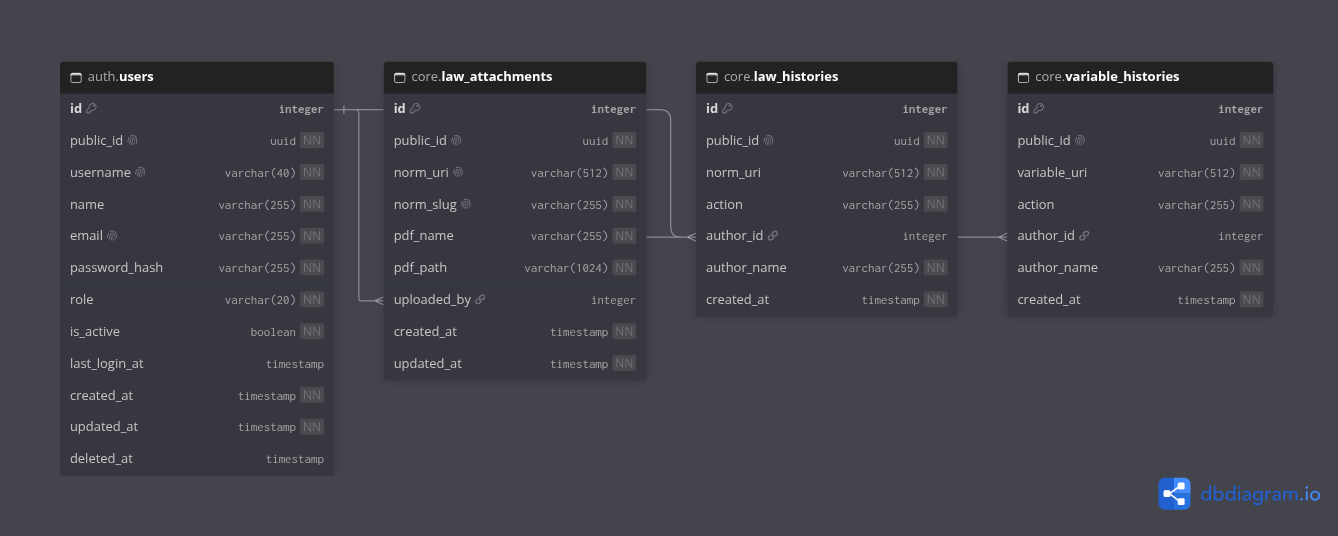 auth.users
id integer
public_id uuid NN
username varchar(40) NN
name varchar(255) NN
email varchar(255) NN
password_hash varchar(255) NN
role varchar(20) NN
is_active boolean NN
last_login_at timestamp
created_at timestamp NN
updated_at timestamp NN
deleted_at timestamp
core.law_attachments
id integer
public_id uuid NN
norm_uri varchar(512) NN
norm_slug varchar(255) NN
pdf_name varchar(255) NN
pdf_path varchar(1024) NN
uploaded_by integer
created_at timestamp NN
updated_at timestamp NN
core.law_histories
id integer
public_id uuid NN
norm_uri varchar(512) NN
action varchar(255) NN
author_id integer
author_name varchar(255) NN
created_at timestamp NN
core.variable_histories
id integer
public_id uuid NN
variable_uri varchar(512) NN
action varchar(255) NN
author_id integer
author_name varchar(255) NN
created_at timestamp NN
dbdiagram.io